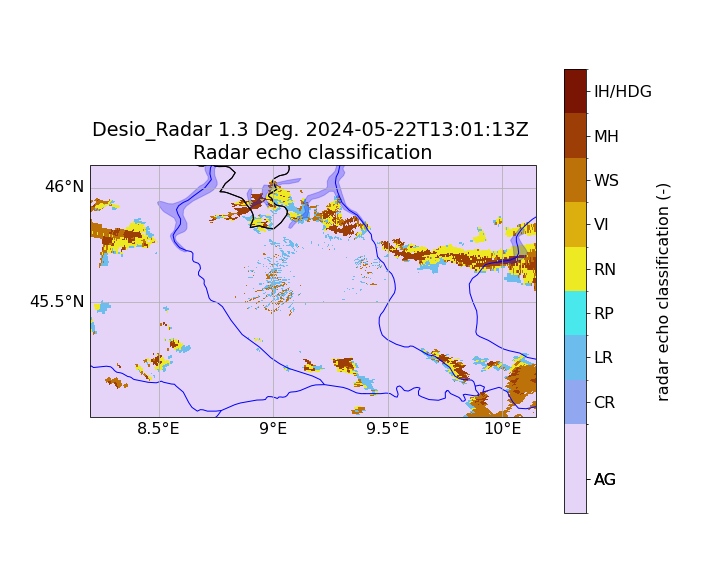 Desio_Radar 1.3 Deg. 2024-05-22T13:01:13Z
Radar echo classification
46°N
45.5°N
8.5°E
9°E
9.5°E
10°E
IH/HDG
MH
WS
VI
RN
RP
LR
CR
AG
radar echo classification (-)